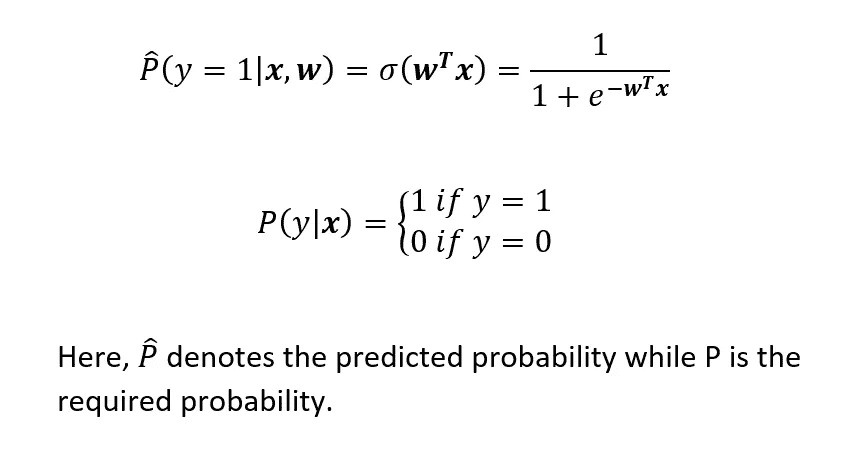 P̂(y = 1|x, w) = σ(wᵀx) = 1 / (1 + e^(−wᵀx))
P(y|x) = {1 if y = 1
{0 if y = 0
Here, P̂ denotes the predicted probability while P is the
required probability.